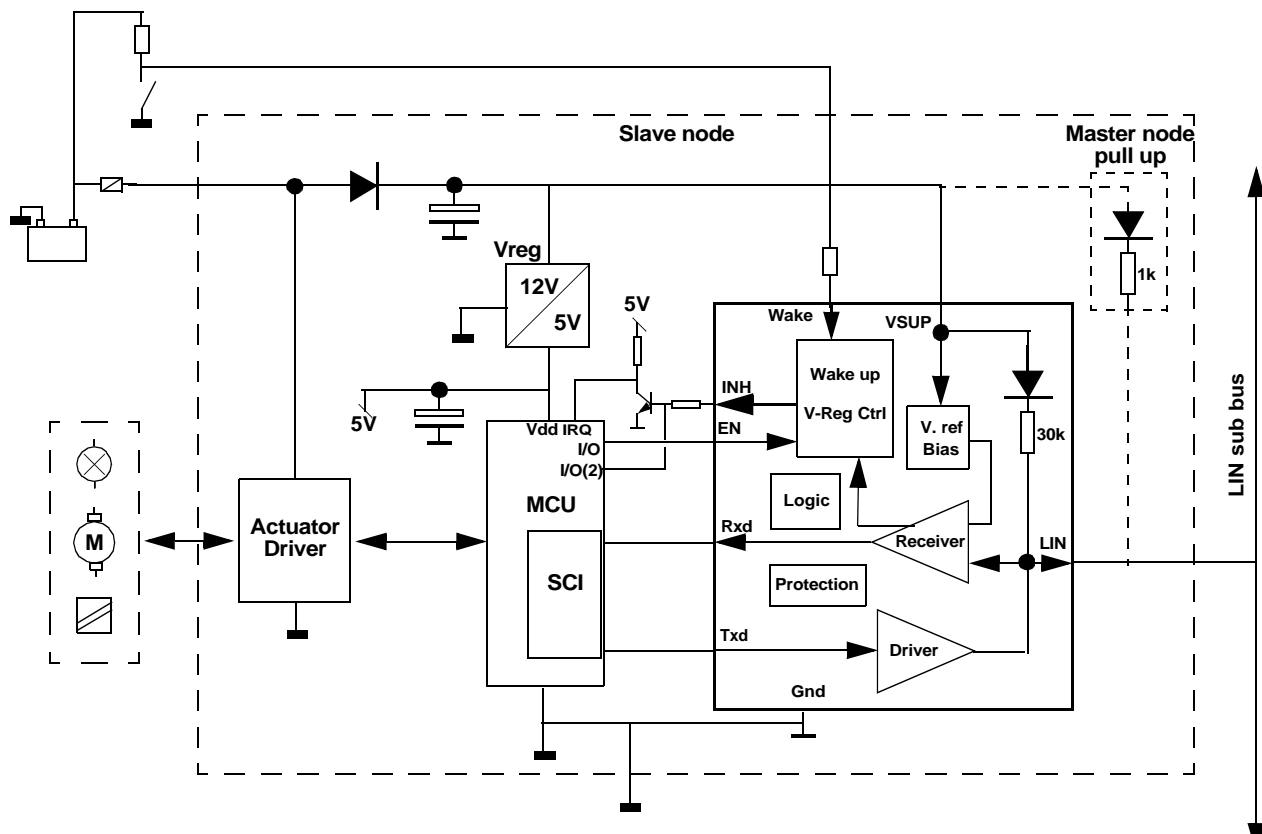 Slave node
Master node
pull up
Vreg
12V
5V
5V
1k
Wake
VSUP
Wake up
V-Reg Ctrl
INH
EN
V. ref
Bias
30k
5V
Vdd IRQ
I/O
I/O(2)
MCU
Logic
Actuator
Driver
M
SCI
Rxd
Receiver
LIN
Protection
Txd
Driver
Gnd
LIN sub bus